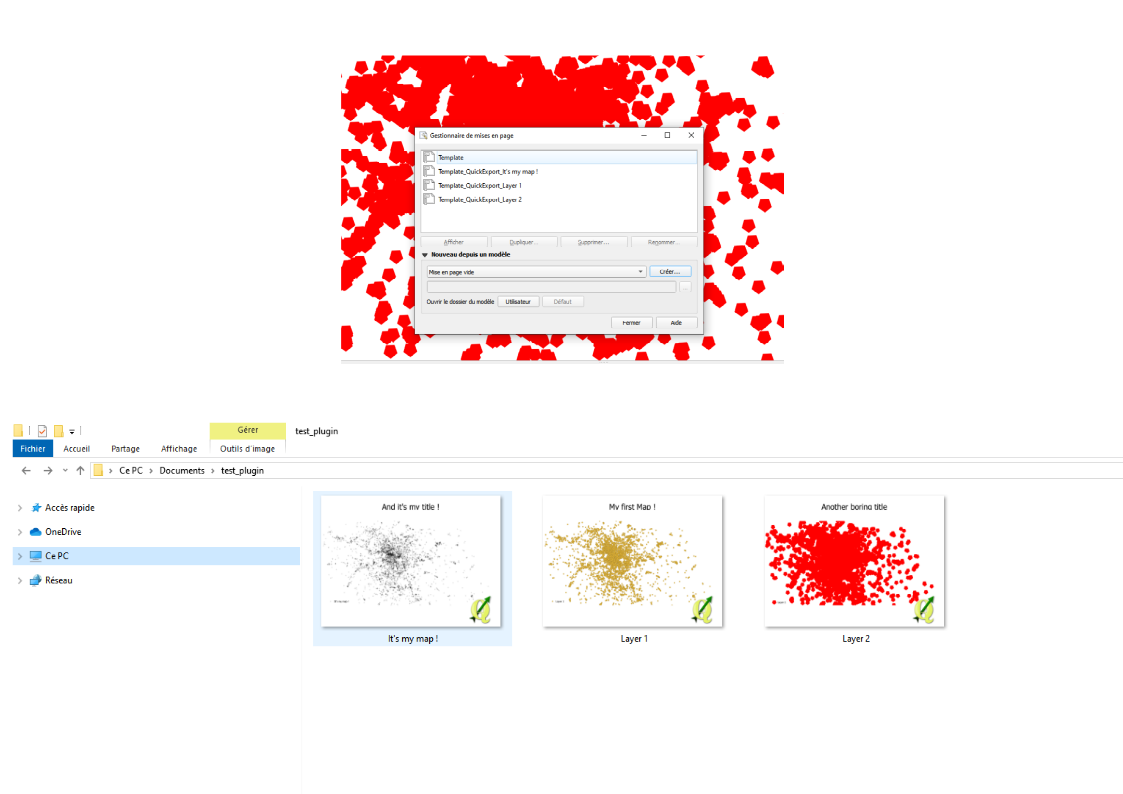 Gestionnaire de mises en page
Template
Template_QuickExport_It's my map !
Template_QuickExport_Layer 1
Template_QuickExport_Layer 2
Afficher Dupliquer... Supprimer... Renommer...
Nouveau depuis un modèle
Mise en page vide Créer...
...
Ouvrir le dossier du modèle Utilisateur Défaut
Fermer Aide
Gérer test_plugin
Fichier Accueil Partage Affichage Outils d'image
Ce PC Documents test_plugin
Accès rapide
OneDrive
Ce PC
Réseau
And it's my title !
It's my map !
My first Map !
Layer 1
Another boring title
Layer 2